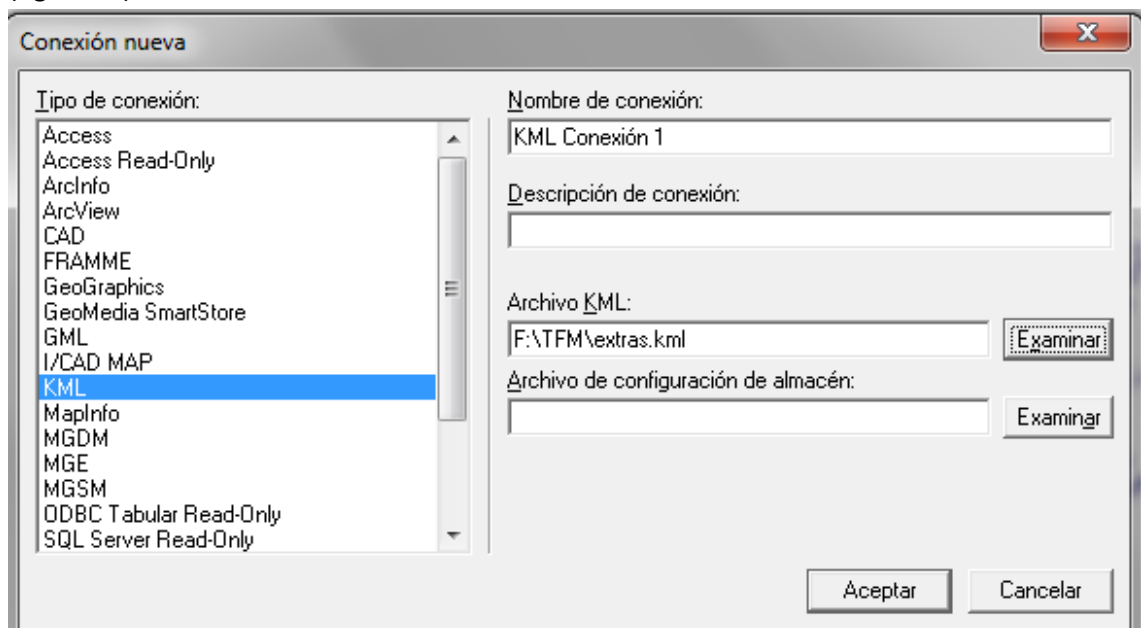 Conexión nueva
Tipo de conexión:
Access
Access Read-Only
ArcInfo
ArcView
CAD
FRAMME
GeoGraphics
GeoMedia SmartStore
GML
I/CAD MAP
KML
MapInfo
MGDM
MGE
MGSM
ODBC Tabular Read-Only
SQL Server Read-Only
Nombre de conexión:
KML Conexión 1
Descripción de conexión:
Archivo KML:
F:\TFM\extras.kml
Examinar
Archivo de configuración de almacén:
Examinar
Aceptar
Cancelar